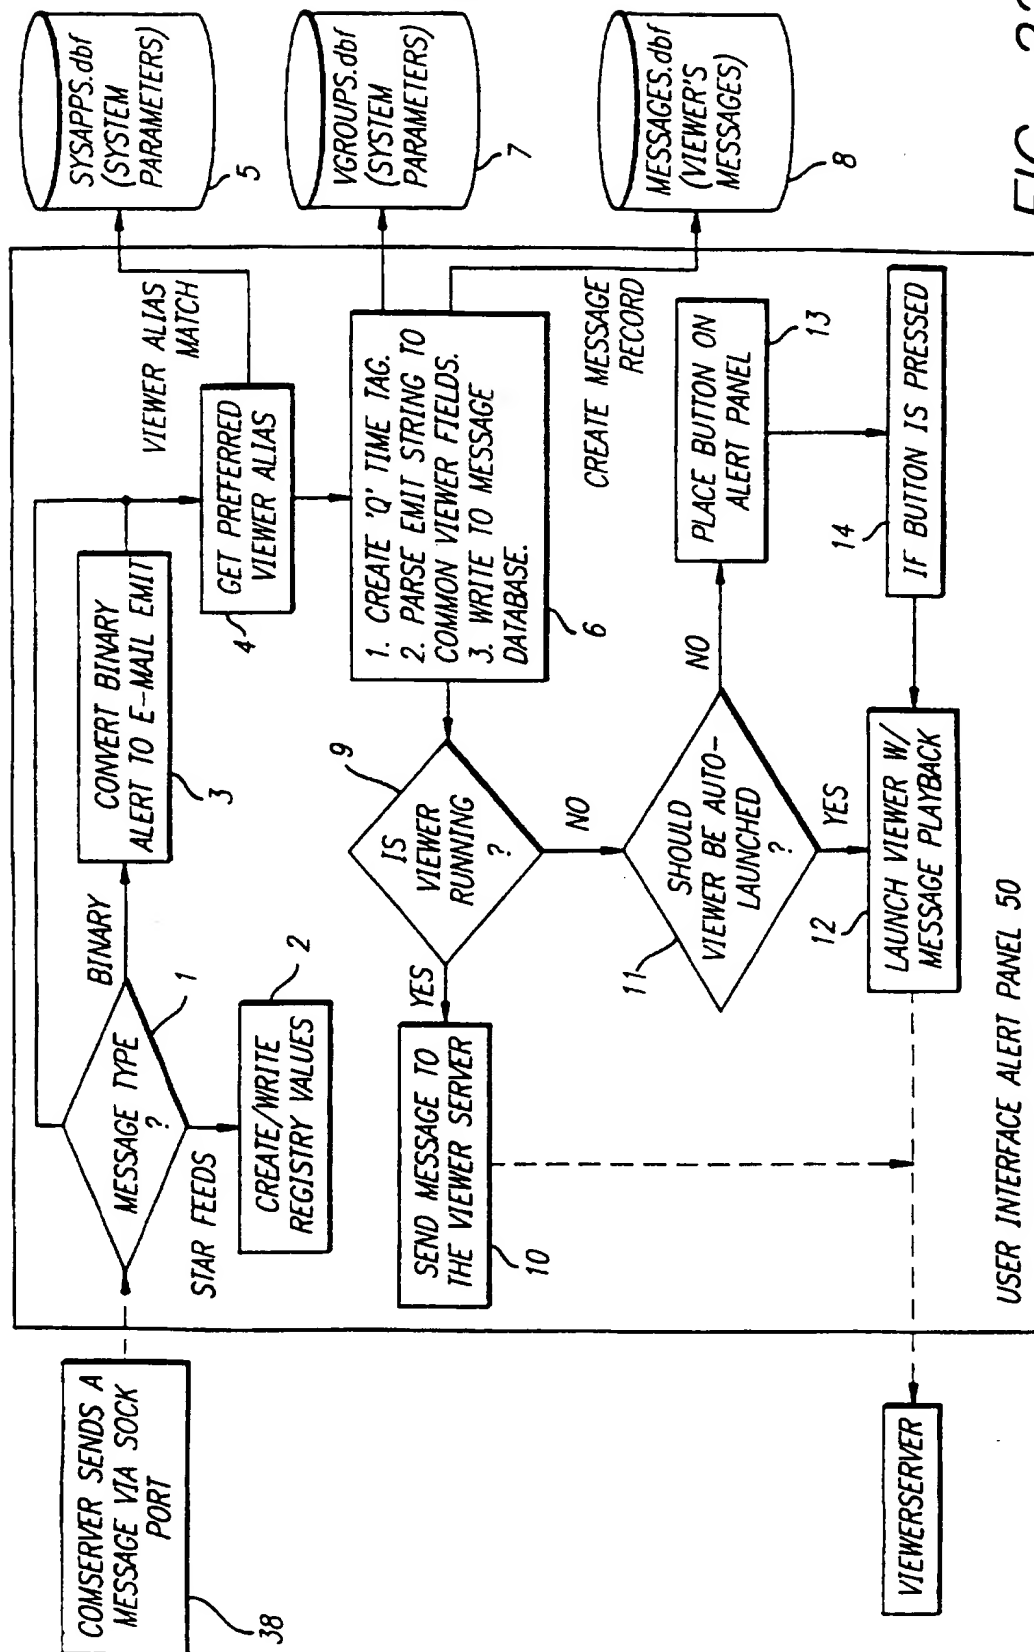 COMSERVER SENDS A
MESSAGE VIA SOCK
PORT
38
MESSAGE TYPE
?
1
BINARY
STAR FEEDS
CREATE/WRITE
REGISTRY VALUES
2
CONVERT BINARY
ALERT TO E-MAIL EMIT
3
GET PREFERRED
VIEWER ALIAS
4
VIEWER ALIAS
MATCH
SYSAPPS.dbf
(SYSTEM
PARAMETERS)
5
1. CREATE 'Q' TIME TAG.
2. PARSE EMIT STRING TO
COMMON VIEWER FIELDS.
3. WRITE TO MESSAGE
DATABASE.
6
VGROUPS.dbf
(SYSTEM
PARAMETERS)
7
CREATE MESSAGE
RECORD
MESSAGES.dbf
(VIEWER'S
MESSAGES)
8
IS
VIEWER
RUNNING
?
9
YES
NO
SEND MESSAGE TO
THE VIEWER SERVER
10
SHOULD
VIEWER BE AUTO-
LAUNCHED
?
11
NO
YES
PLACE BUTTON ON
ALERT PANEL
13
IF BUTTON IS PRESSED
14
LAUNCH VIEWER W/
MESSAGE PLAYBACK
12
VIEWERSERVER
USER INTERFACE ALERT PANEL 50
FIG.